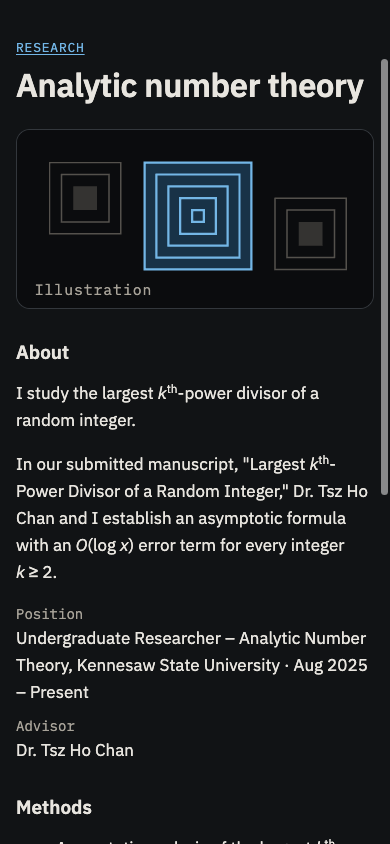 RESEARCH
Analytic number theory
Illustration
About
I study the largest kth-power divisor of a
random integer.
In our submitted manuscript, "Largest kth-
Power Divisor of a Random Integer," Dr. Tsz Ho
Chan and I establish an asymptotic formula
with an O(log x) error term for every integer
k ≥ 2.
Position
Undergraduate Researcher – Analytic Number
Theory, Kennesaw State University · Aug 2025
– Present
Advisor
Dr. Tsz Ho Chan
Methods